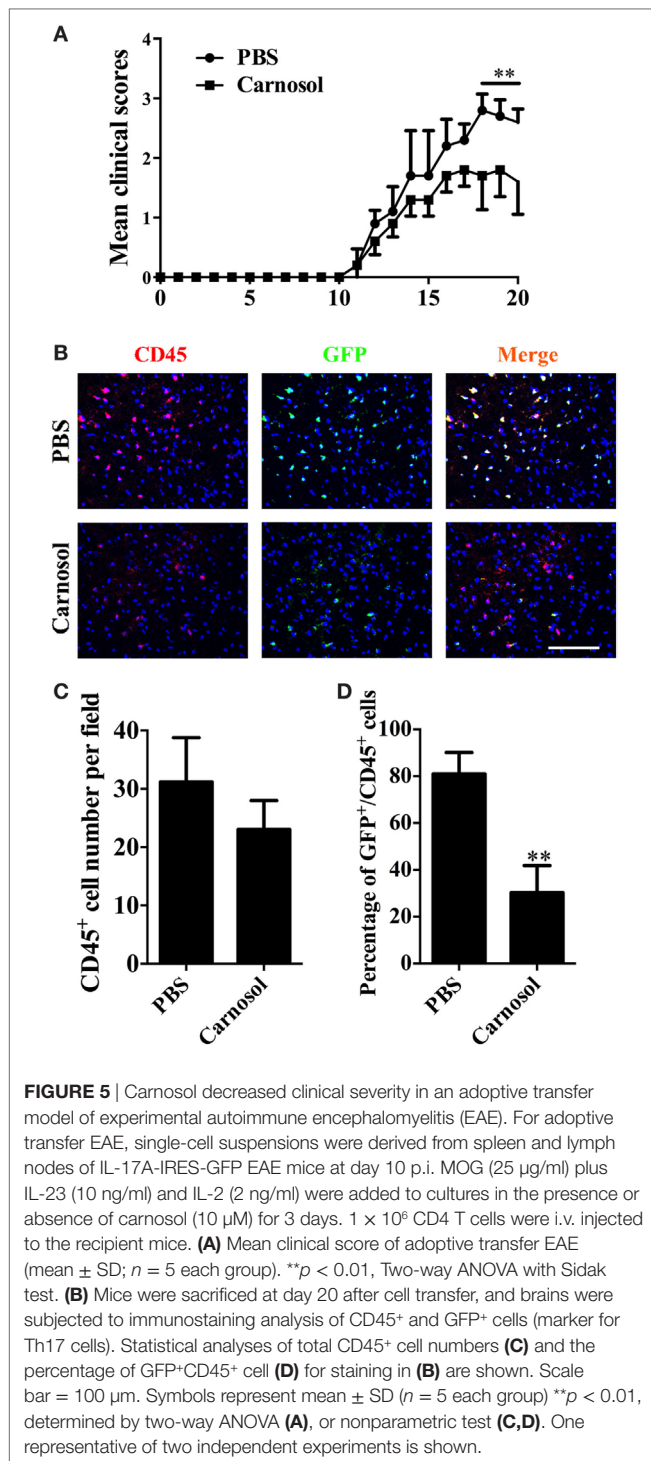 A
4
3
2
1
0
Mean clinical scores
PBS
Carnosol
**
0 5 10 15 20
B
CD45 GFP Merge
PBS
Carnosol
C
CD45+ cell number per field
40
30
20
10
0
PBS Carnosol
D
Percentage of GFP+/CD45+ cells
100
80
60
40
20
0
**
PBS Carnosol
FIGURE 5 | Carnosol decreased clinical severity in an adoptive transfer
model of experimental autoimmune encephalomyelitis (EAE). For adoptive
transfer EAE, single-cell suspensions were derived from spleen and lymph
nodes of IL-17A-IRES-GFP EAE mice at day 10 p.i. MOG (25 µg/ml) plus
IL-23 (10 ng/ml) and IL-2 (2 ng/ml) were added to cultures in the presence or
absence of carnosol (10 µM) for 3 days. 1 × 10⁶ CD4 T cells were i.v. injected
to the recipient mice. (A) Mean clinical score of adoptive transfer EAE
(mean ± SD; n = 5 each group). **p < 0.01, Two-way ANOVA with Sidak
test. (B) Mice were sacrificed at day 20 after cell transfer, and brains were
subjected to immunostaining analysis of CD45+ and GFP+ cells (marker for
Th17 cells). Statistical analyses of total CD45+ cell numbers (C) and the
percentage of GFP+CD45+ cell (D) for staining in (B) are shown. Scale
bar = 100 µm. Symbols represent mean ± SD (n = 5 each group) **p < 0.01,
determined by two-way ANOVA (A), or nonparametric test (C,D). One
representative of two independent experiments is shown.